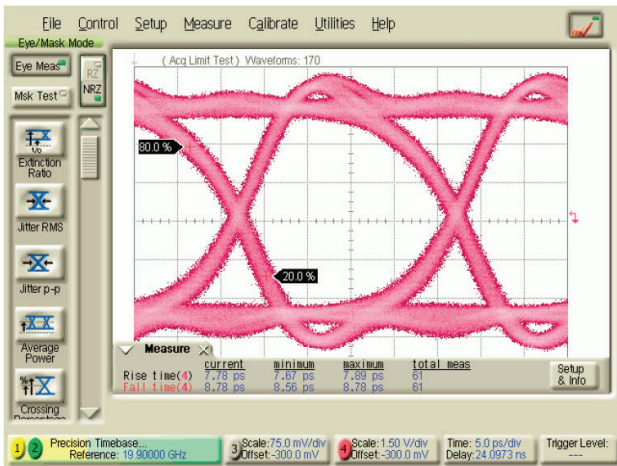 File Control Setup Measure Calibrate Utilities Help
Eye/Mask Mode
Eye Meas
RZ
NRZ
Msk Test
(Acq Limit Test) Waveforms: 170
80.0 %
20.0 %
Extinction
Ratio
Jitter RMS
Jitter p-p
Average
Power
Crossing
Measure
current minimum maximum total meas
Rise time(4) 7.78 ps 7.67 ps 7.89 ps 61
Fall time(4) 8.78 ps 8.56 ps 8.78 ps 61
Setup
& Info
1 2 Precision Timebase...
Reference: 19.90000 GHz
3 Scale:75.0 mV/div
Offset:-300.0 mV
4 Scale:1.50 V/div
Offset:-300.0 mV
Time: 5.0 ps/div
Delay:24.0973 ns
Trigger Level:
---